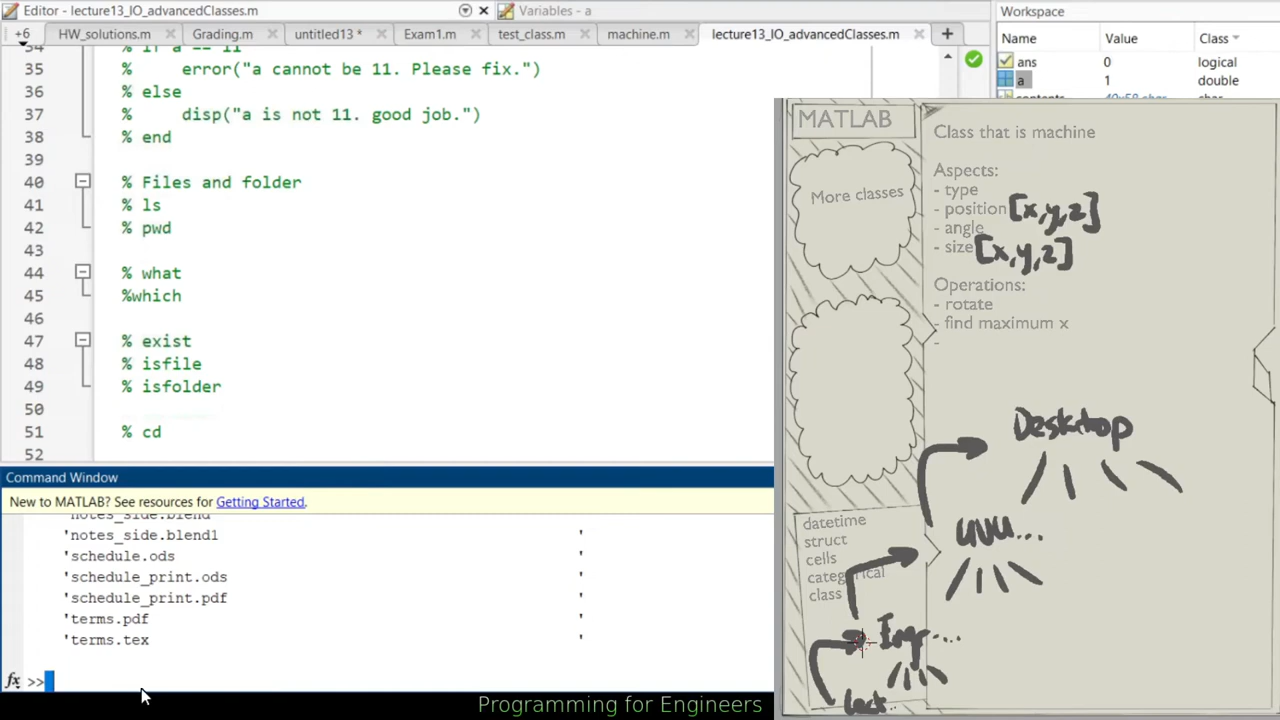 Editor - lecture13_IO_advancedClasses.m
Variables - a
+6 HW_solutions.m Grading.m untitled13 * Exam1.m test_class.m machine.m lecture13_IO_advancedClasses.m
35 % error("a cannot be 11. Please fix.")
36 % else
37 % disp("a is not 11. good job.")
38 % end
39
40 % Files and folder
41 % ls
42 % pwd
43
44 % what
45 %which
46
47 % exist
48 % isfile
49 % isfolder
50
51 % cd
52
Command Window
New to MATLAB? See resources for Getting Started.
'notes_side.blend1 '
'schedule.ods '
'schedule_print.ods '
'schedule_print.pdf '
'terms.pdf '
'terms.tex '
fx >>
Workspace
Name Value Class
ans 0 logical
a 1 double
MATLAB
More classes
datetime
struct
cells
categorical
class
Class that is machine
Aspects:
- type
- position [x,y,z]
- angle
- size [x,y,z]
Operations:
- rotate
- find maximum x
-
Desktop
Programming for Engineers